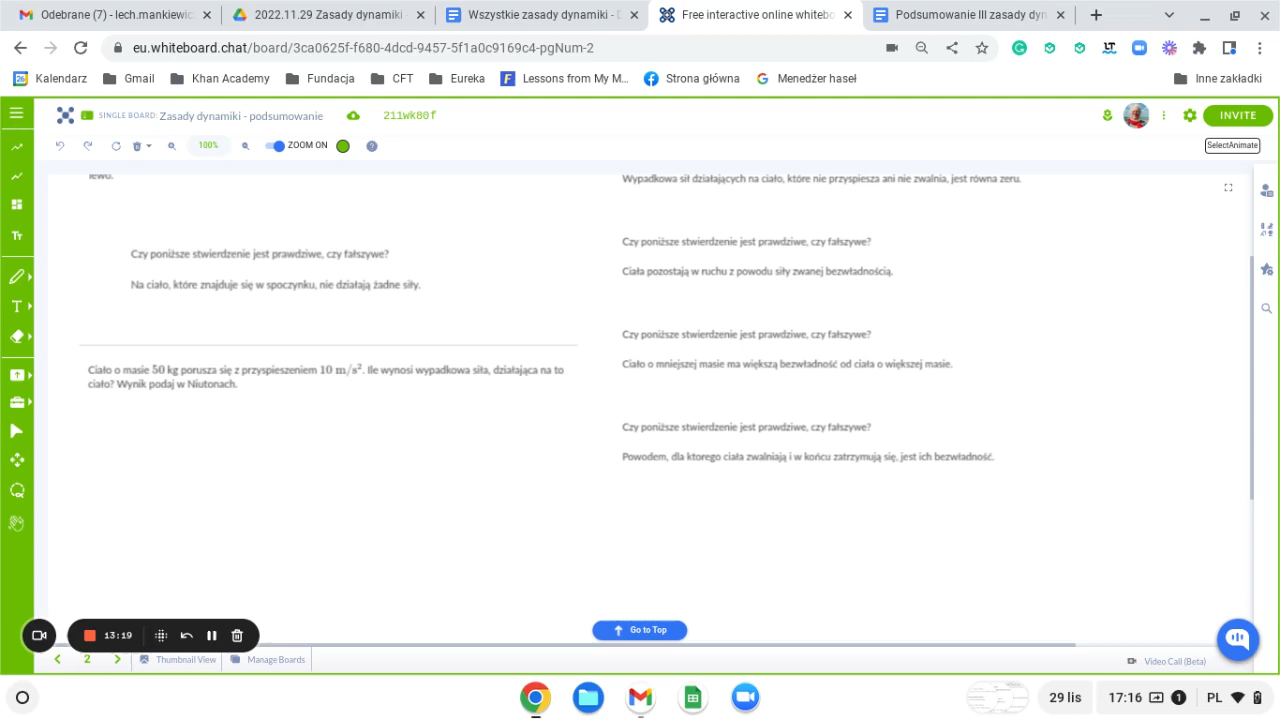 Odebrane (7) - lech.mankiewic
2022.11.29 Zasady dynamiki -
Wszystkie zasady dynamiki - D
Free interactive online whitebo
Podsumowanie III zasady dyn
eu.whiteboard.chat/board/3ca0625f-f680-4dcd-9457-5f1a0c9169c4-pgNum-2
Kalendarz
Gmail
Khan Academy
Fundacja
CFT
Eureka
Lessons from My M...
Strona główna
Menedżer haseł
Inne zakładki
SINGLE BOARD: Zasady dynamiki - podsumowanie
211wk80f
INVITE
100%
ZOOM ON
SelectAnimate
lewo.
Czy poniższe stwierdzenie jest prawdziwe, czy fałszywe?
Na ciało, które znajduje się w spoczynku, nie działają żadne siły.
Ciało o masie 50 kg porusza się z przyspieszeniem 10 m/s². Ile wynosi wypadkowa siła, działająca na to
ciało? Wynik podaj w Niutonach.
Wypadkowa sił działających na ciało, które nie przyspiesza ani nie zwalnia, jest równa zeru.
Czy poniższe stwierdzenie jest prawdziwe, czy fałszywe?
Ciała pozostają w ruchu z powodu siły zwanej bezwładnością.
Czy poniższe stwierdzenie jest prawdziwe, czy fałszywe?
Ciało o mniejszej masie ma większą bezwładność od ciała o większej masie.
Czy poniższe stwierdzenie jest prawdziwe, czy fałszywe?
Powodem, dla ktorego ciała zwalniają i w końcu zatrzymują się, jest ich bezwładność.
13:19
Go to Top
2
Thumbnail View
Manage Boards
Video Call (Beta)
29 lis
17:16
1
PL